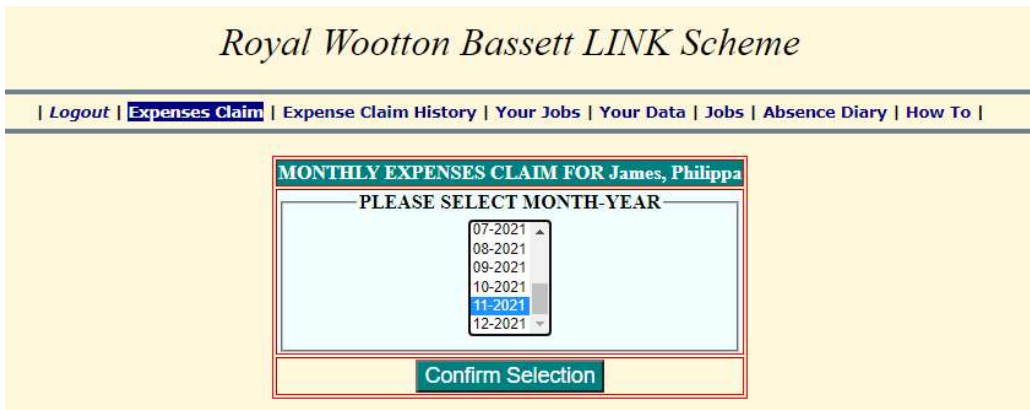 Royal Wootton Bassett LINK Scheme
| Logout | Expenses Claim | Expense Claim History | Your Jobs | Your Data | Jobs | Absence Diary | How To |
MONTHLY EXPENSES CLAIM FOR James, Philippa
PLEASE SELECT MONTH-YEAR
07-2021
08-2021
09-2021
10-2021
11-2021
12-2021
Confirm Selection